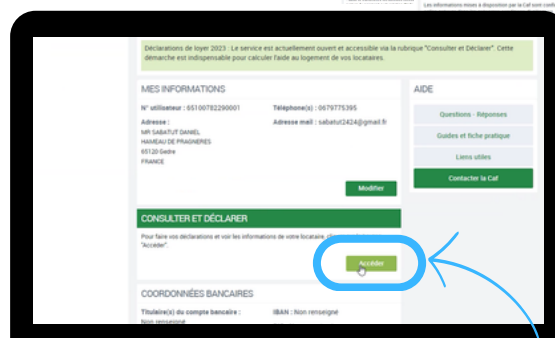 Les informations mises à disposition par la Caf sont
Déclarations de loyer 2023 : Le service est actuellement ouvert et accessible via la rubrique "Consulter et Déclarer". Cette
démarche est indispensable pour calculer l'aide au logement de vos locataires.
MES INFORMATIONS
N° utilisateur : 65100782290001
Téléphone(s) : 0679775395
Adresse :
Adresse mail : sabatut2424@gmail.fr
MR SABATUT DANIEL
HAMEAU DE PRAGNERES
65120 Gedre
FRANCE
Modifier
CONSULTER ET DÉCLARER
Pour faire vos déclarations et voir les informations de votre locataire,
"Accéder".
Accéder
COORDONNÉES BANCAIRES
Titulaire(s) du compte bancaire :
IBAN : Non renseigné
Non renseigné
AIDE
Questions - Réponses
Guides et fiche pratique
Liens utiles
Contacter la Caf